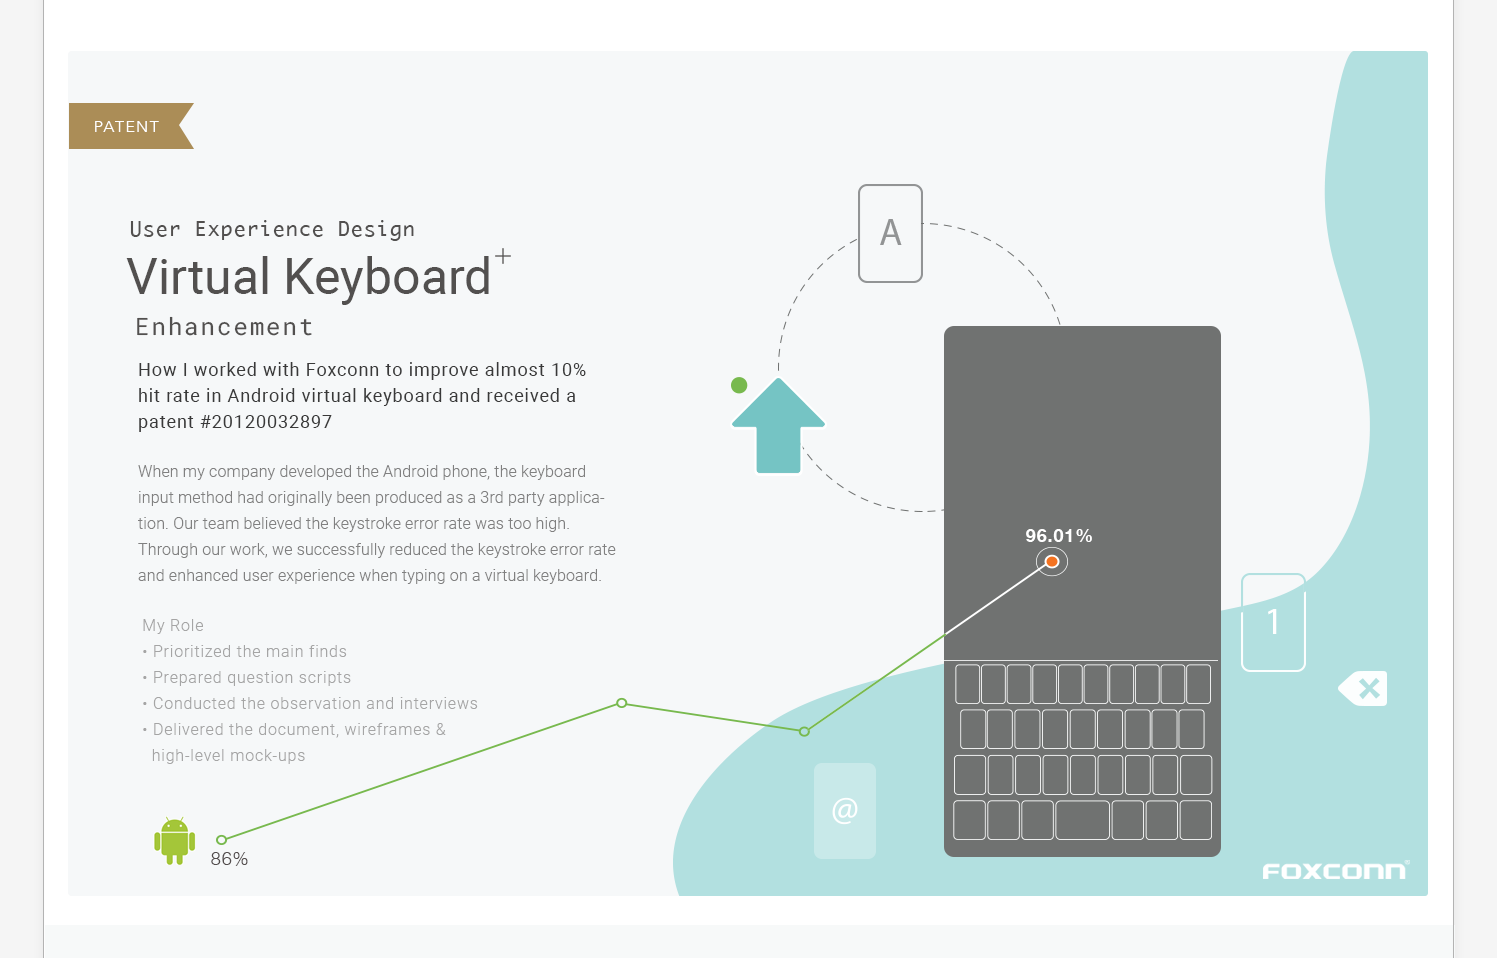 PATENT
User Experience Design
Virtual Keyboard+
Enhancement
How I worked with Foxconn to improve almost 10%
hit rate in Android virtual keyboard and received a
patent #20120032897
When my company developed the Android phone, the keyboard
input method had originally been produced as a 3rd party applica-
tion. Our team believed the keystroke error rate was too high.
Through our work, we successfully reduced the keystroke error rate
and enhanced user experience when typing on a virtual keyboard.
My Role
• Prioritized the main finds
• Prepared question scripts
• Conducted the observation and interviews
• Delivered the document, wireframes &
high-level mock-ups
86%
A
96.01%
1
@
FOXCONN®